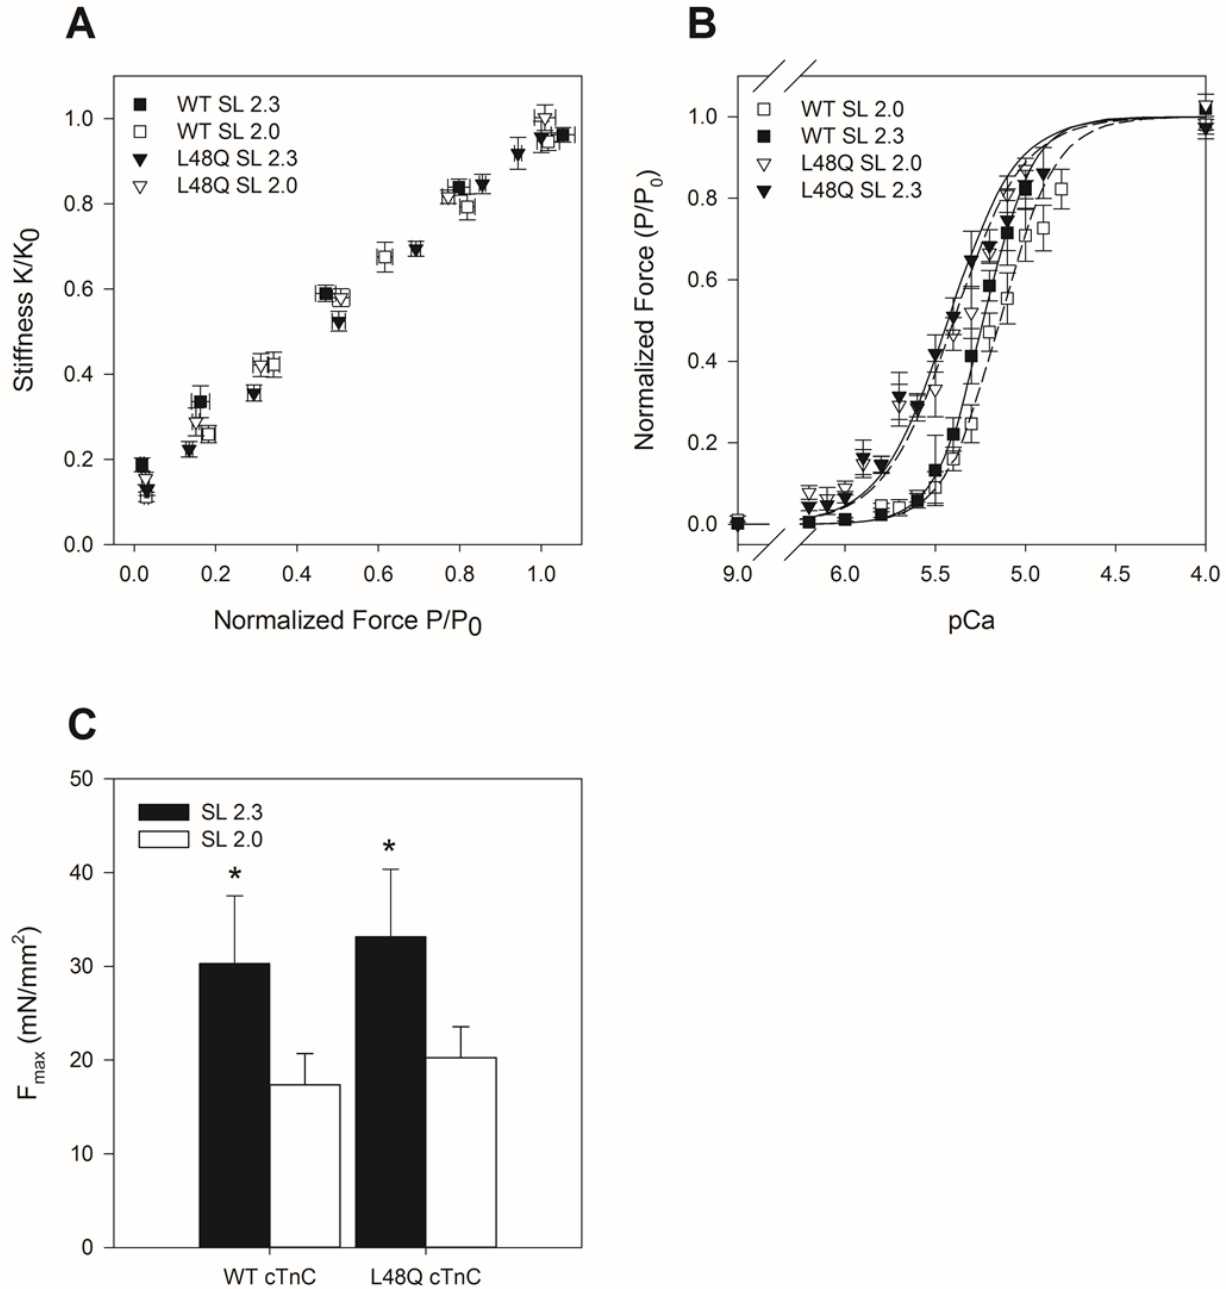 A
WT SL 2.3
WT SL 2.0
L48Q SL 2.3
L48Q SL 2.0
1.0
0.8
0.6
0.4
0.2
0.0
Stiffness K/K0
0.0 0.2 0.4 0.6 0.8 1.0
Normalized Force P/P0
B
WT SL 2.0
WT SL 2.3
L48Q SL 2.0
L48Q SL 2.3
1.0
0.8
0.6
0.4
0.2
0.0
Normalized Force (P/P0)
9.0 6.0 5.5 5.0 4.5 4.0
pCa
C
SL 2.3
SL 2.0
50
40
30
20
10
0
Fmax (mN/mm2)
* *
WT cTnC L48Q cTnC